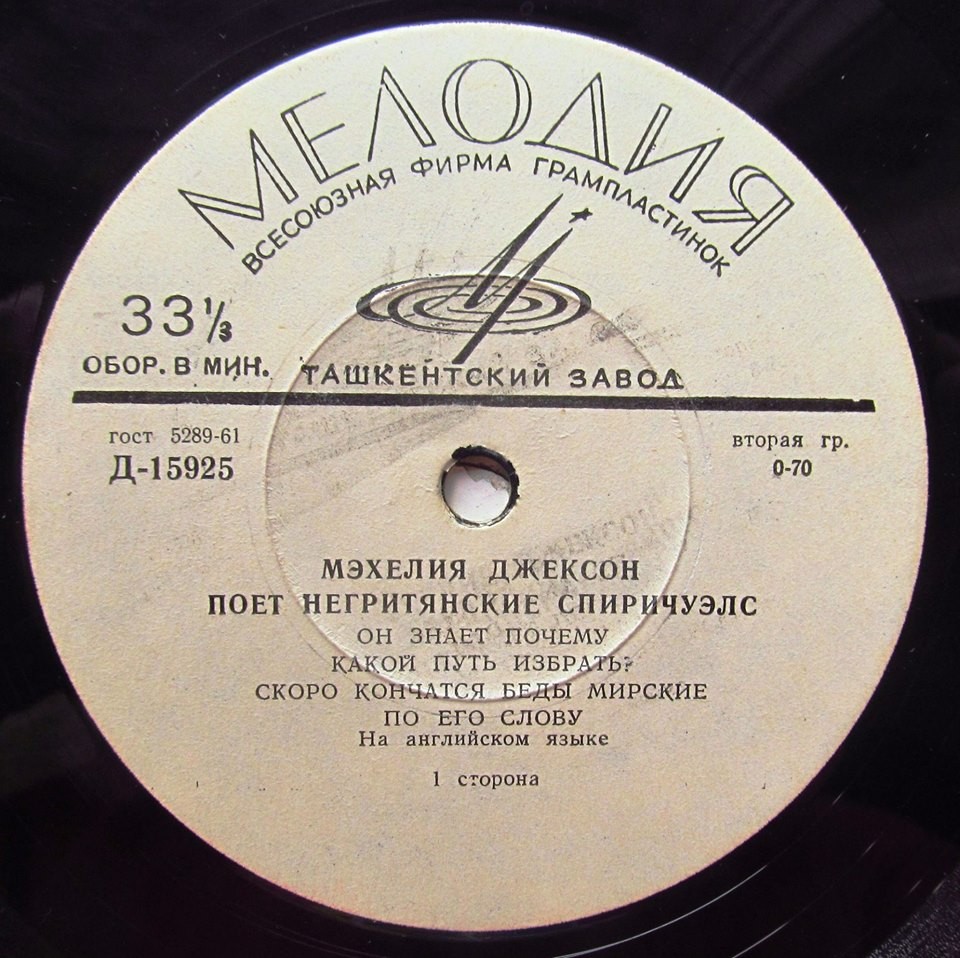 МЕЛОДИЯ
ВСЕСОЮЗНАЯ ФИРМА ГРАМПЛАСТИНОК
33 1/3
ОБОР. В МИН.
ТАШКЕНТСКИЙ ЗАВОД
гост 5289-61
Д-15925
вторая гр.
0-70
МЭХЕЛИЯ ДЖЕКСОН
ПОЕТ НЕГРИТЯНСКИЕ СПИРИЧУЭЛС
ОН ЗНАЕТ ПОЧЕМУ
КАКОЙ ПУТЬ ИЗБРАТЬ?
СКОРО КОНЧАТСЯ БЕДЫ МИРСКИЕ
ПО ЕГО СЛОВУ
На английском языке
1 сторона